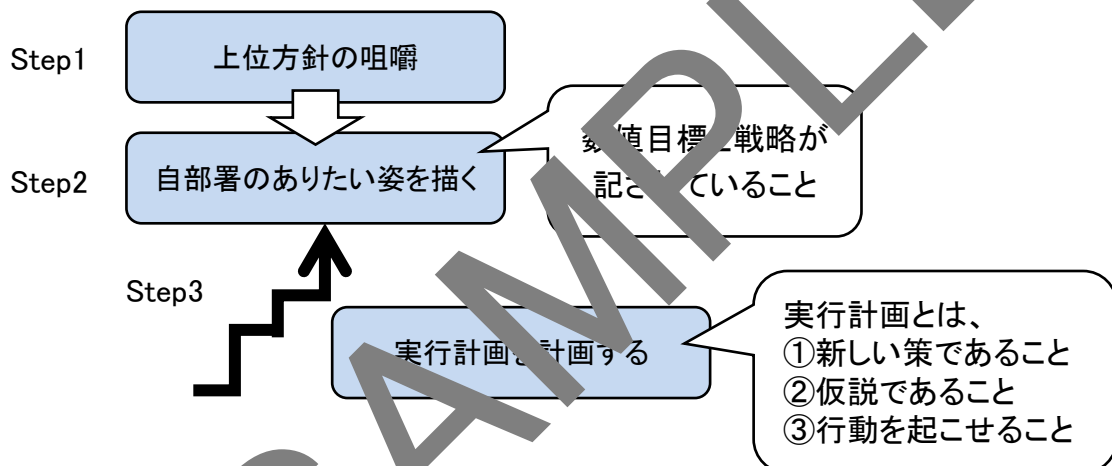 Step1
上位方針の咀嚼
Step2
自部署のありたい姿を描く
数値目標 戦略が
記さ ていること
Step3
実行計画 計画する
実行計画とは、
①新しい策であること
②仮説であること
③行動を起こせること
SAMPLE